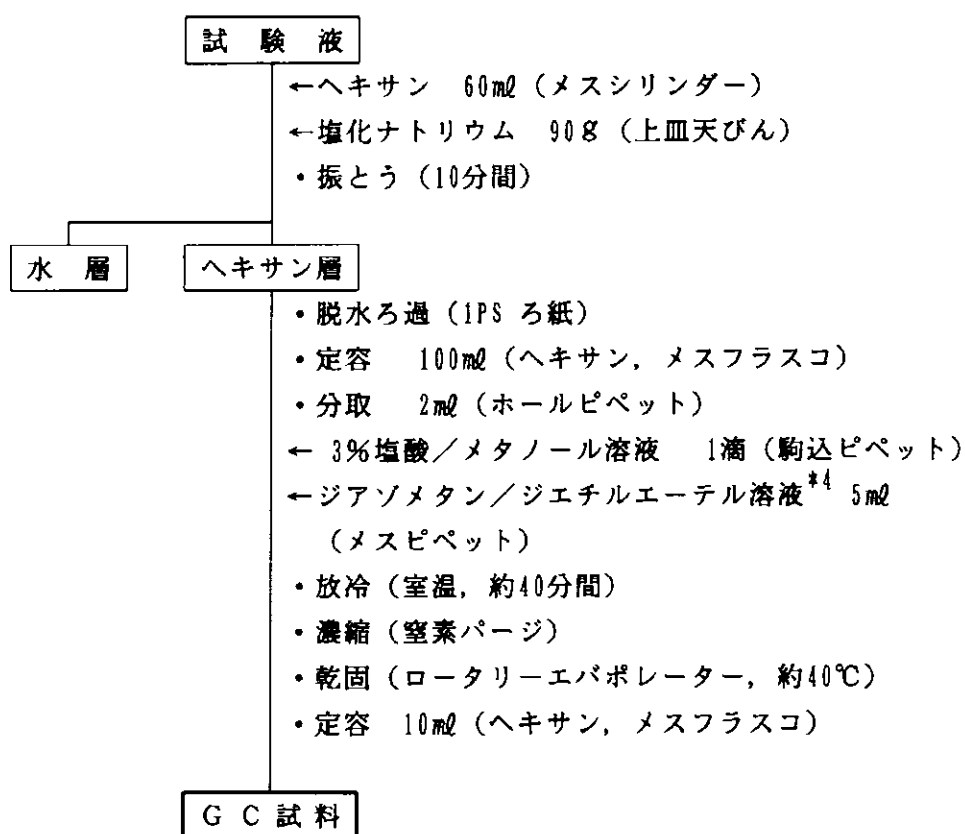 試験液
←ヘキサン 60mℓ（メスシリンダー）
←塩化ナトリウム 90g（上皿天びん）
・振とう（10分間）
水層 ヘキサン層
・脱水ろ過（1PS ろ紙）
・定容 100mℓ（ヘキサン，メスフラスコ）
・分取 2mℓ（ホールピペット）
← 3％塩酸／メタノール溶液 1滴（駒込ピペット）
←ジアゾメタン／ジエチルエーテル溶液*4 5mℓ
（メスピペット）
・放冷（室温，約40分間）
・濃縮（窒素パージ）
・乾固（ロータリーエバポレーター，約40℃）
・定容 10mℓ（ヘキサン，メスフラスコ）
ＧＣ試料